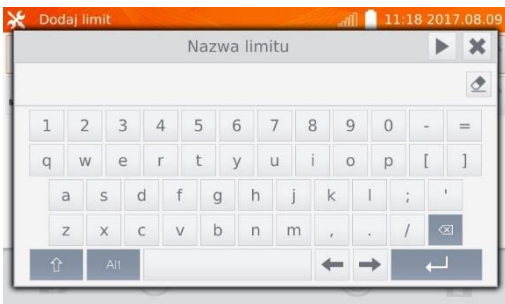 Dodaj limit 11:18 2017.08.09
Nazwa limitu
1 2 3 4 5 6 7 8 9 0 - =
q w e r t y u i o p [ ]
a s d f g h j k l ; '
z x c v b n m , . /
Alt